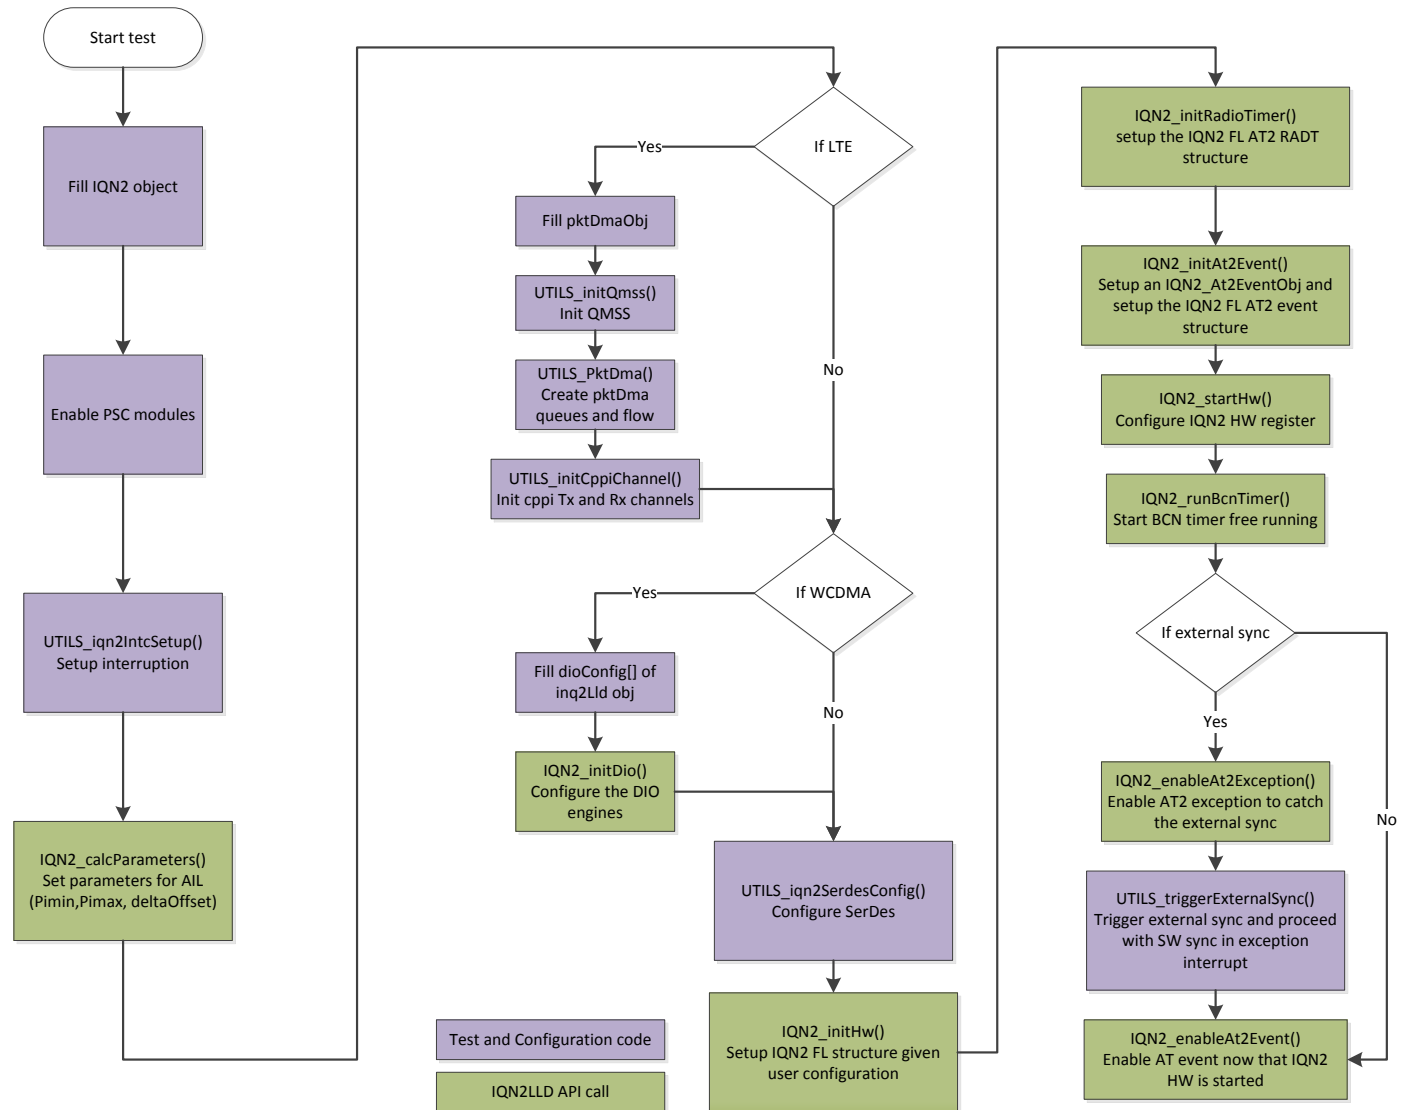 Start test
Fill IQN2 object
Enable PSC modules
UTILS_iqn2IntcSetup()
Setup interruption
IQN2_calcParameters()
Set parameters for AIL
(Pimin,Pimax, deltaOffset)
If LTE
Yes
No
Fill pktDmaObj
UTILS_initQmss()
Init QMSS
UTILS_PktDma()
Create pktDma
queues and flow
UTILS_initCppiChannel()
Init cppi Tx and Rx channels
If WCDMA
Yes
No
Fill dioConfig[] of
inq2Lld obj
IQN2_initDio()
Configure the DIO
engines
UTILS_iqn2SerdesConfig()
Configure SerDes
IQN2_initHw()
Setup IQN2 FL structure given
user configuration
Test and Configuration code
IQN2LLD API call
IQN2_initRadioTimer()
setup the IQN2 FL AT2 RADT
structure
IQN2_initAt2Event()
Setup an IQN2_At2EventObj and
setup the IQN2 FL AT2 event
structure
IQN2_startHw()
Configure IQN2 HW register
IQN2_runBcnTimer()
Start BCN timer free running
If external sync
Yes
No
IQN2_enableAt2Exception()
Enable AT2 exception to catch
the external sync
UTILS_triggerExternalSync()
Trigger external sync and proceed
with SW sync in exception
interrupt
IQN2_enableAt2Event()
Enable AT event now that IQN2
HW is started